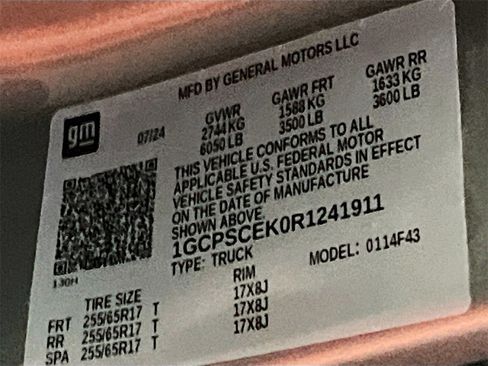 MFD BY GENERAL MOTORS LLC
gm
07/24
GVWR GAWR FRT GAWR RR
2744 KG 1588 KG 1633 KG
6050 LB 3500 LB 3600 LB
THIS VEHICLE CONFORMS TO ALL
APPLICABLE U.S. FEDERAL MOTOR
VEHICLE SAFETY STANDARDS IN EFFECT
ON THE DATE OF MANUFACTURE
SHOWN ABOVE.
1GCPSCEK0R1241911
TYPE: TRUCK MODEL: 0114F43
130H
TIRE SIZE RIM
FRT 255/65R17 T 17X8J
RR 255/65R17 T 17X8J
SPA 255/65R17 T 17X8J